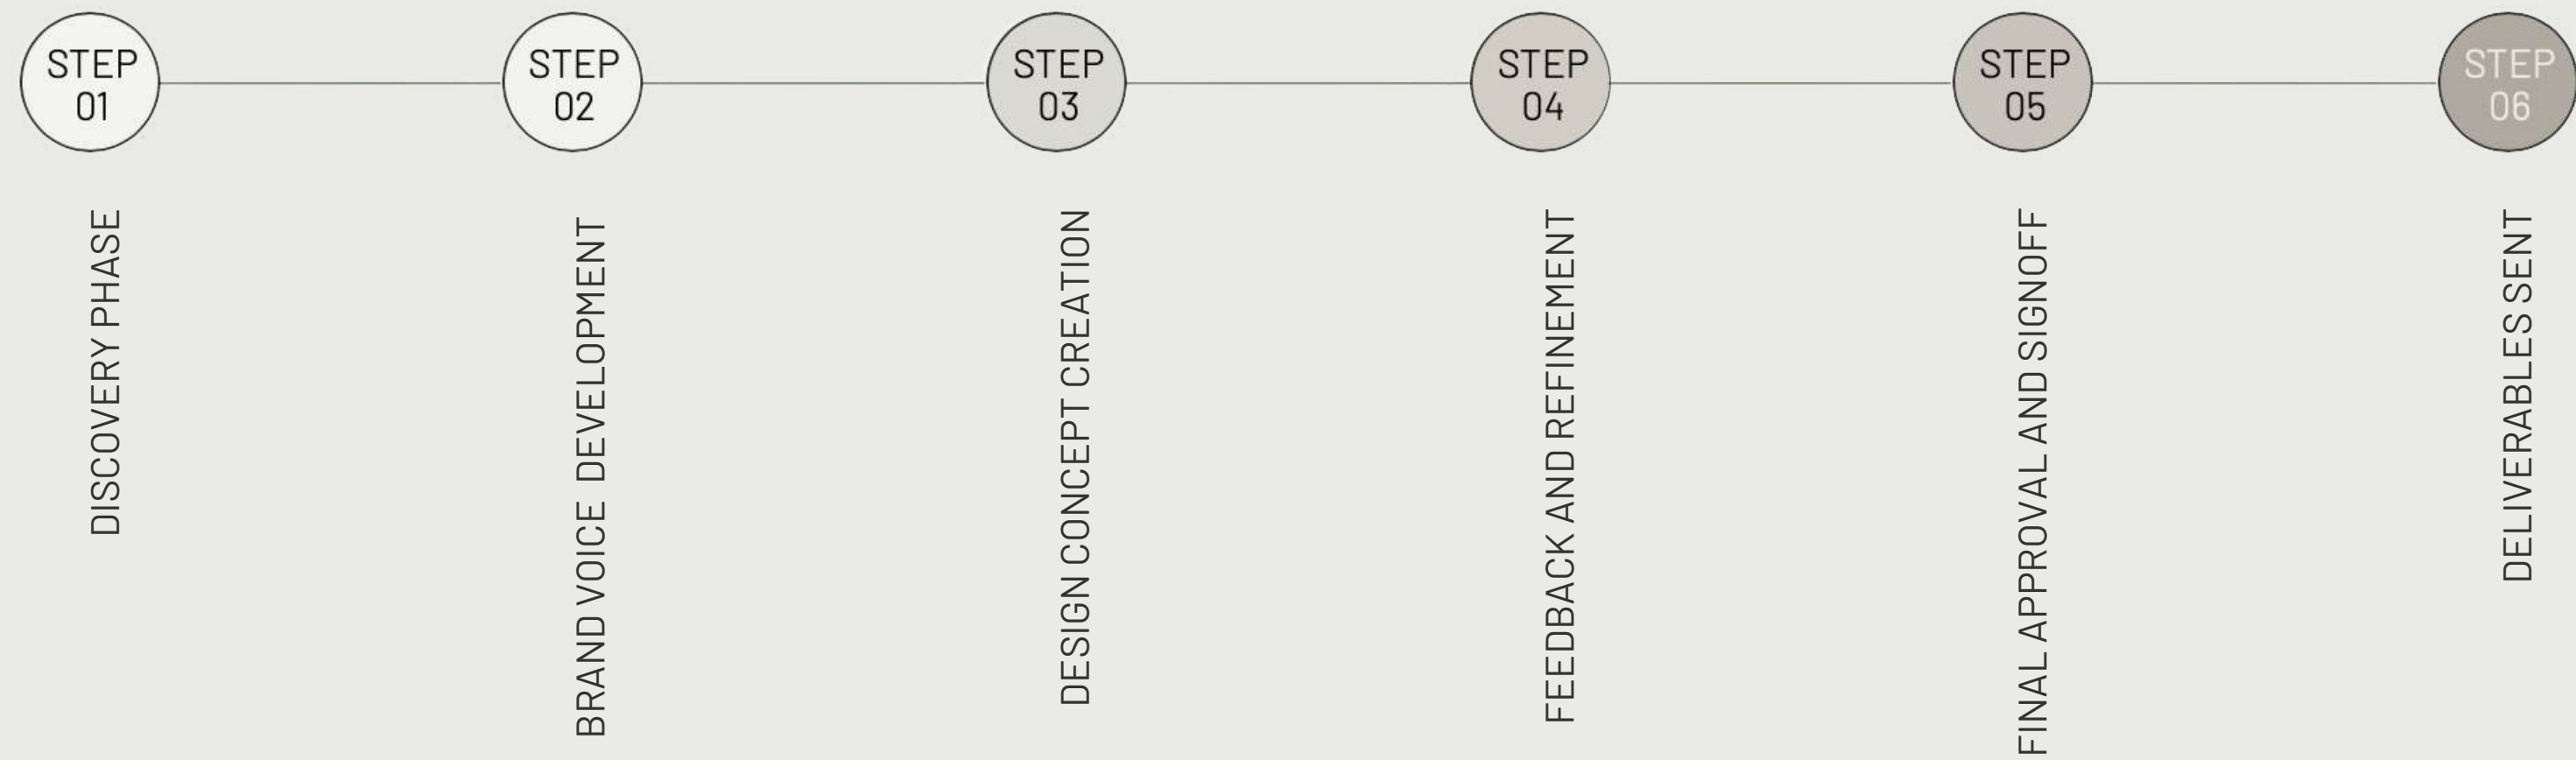 STEP
01
STEP
02
STEP
03
STEP
04
STEP
05
STEP
06
DISCOVERY PHASE
BRAND VOICE DEVELOPMENT
DESIGN CONCEPT CREATION
FEEDBACK AND REFINEMENT
FINAL APPROVAL AND SIGNOFF
DELIVERABLES SENT